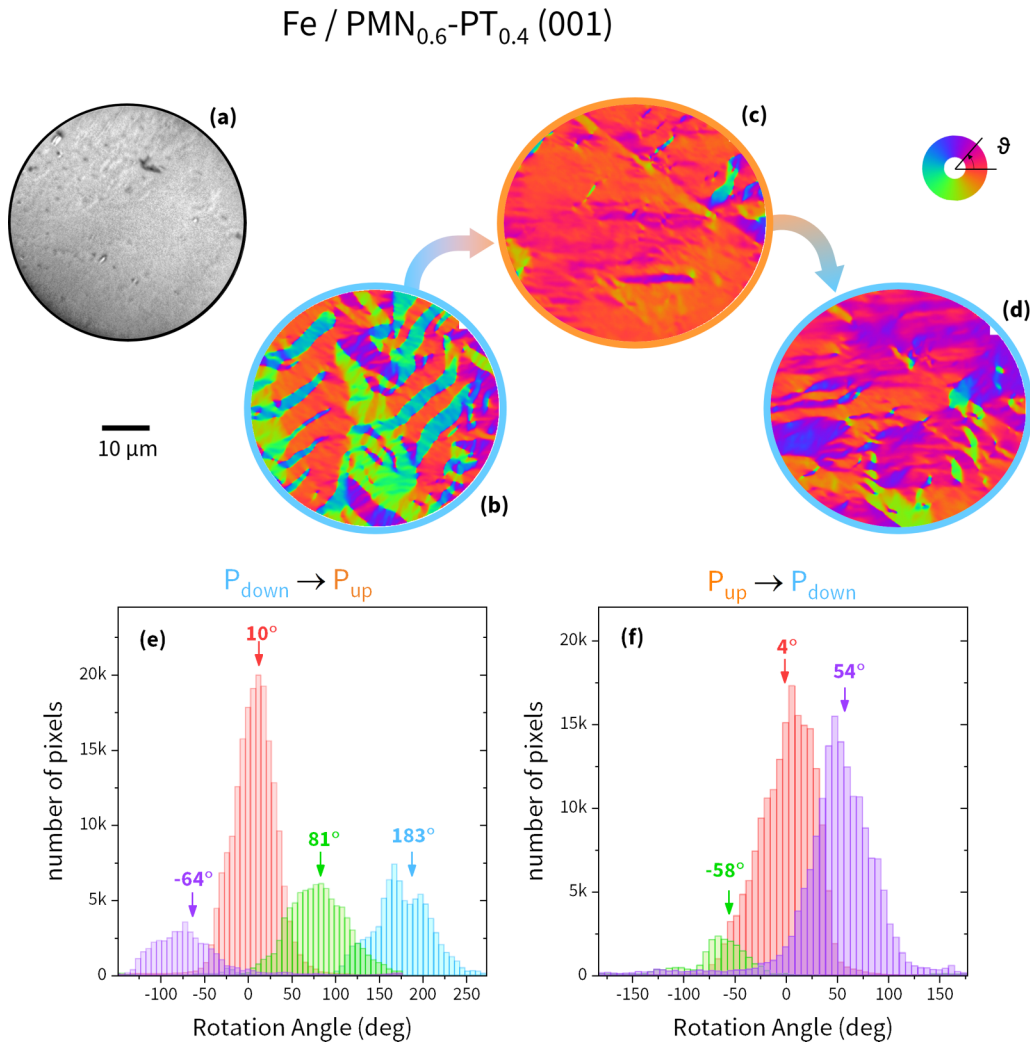 Fe / PMN0.6-PT0.4 (001)
(a)
(c)
ϑ
(d)
10 μm
(b)
Pdown → Pup
Pup → Pdown
(e)
10°
-64°
81°
183°
20k
15k
10k
5k
0
number of pixels
-100 -50 0 50 100 150 200 250
Rotation Angle (deg)
(f)
4°
54°
-58°
20k
15k
10k
5k
0
number of pixels
-150 -100 -50 0 50 100 150
Rotation Angle (deg)